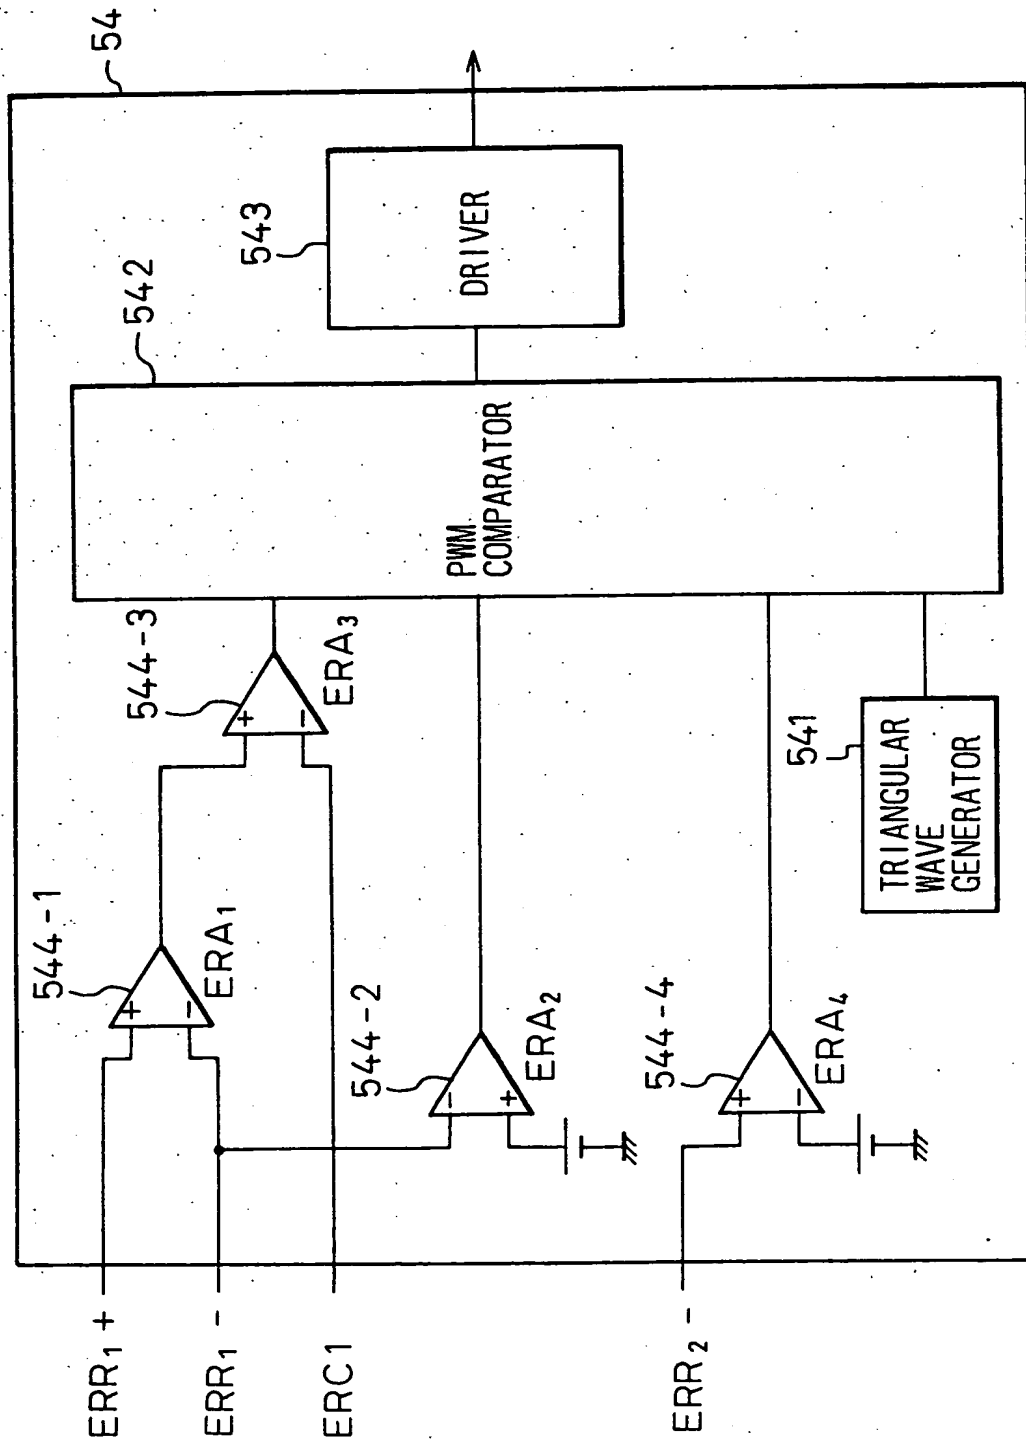 54
543
DRIVER
542
PWM
COMPARATOR
544-3
+
-
ERA3
541
TRIANGULAR
WAVE
GENERATOR
544-1
+
-
ERA1
544-2
-
+
ERA2
544-4
+
-
ERA4
ERR1 +
ERR1 -
ERC1
ERR2 -